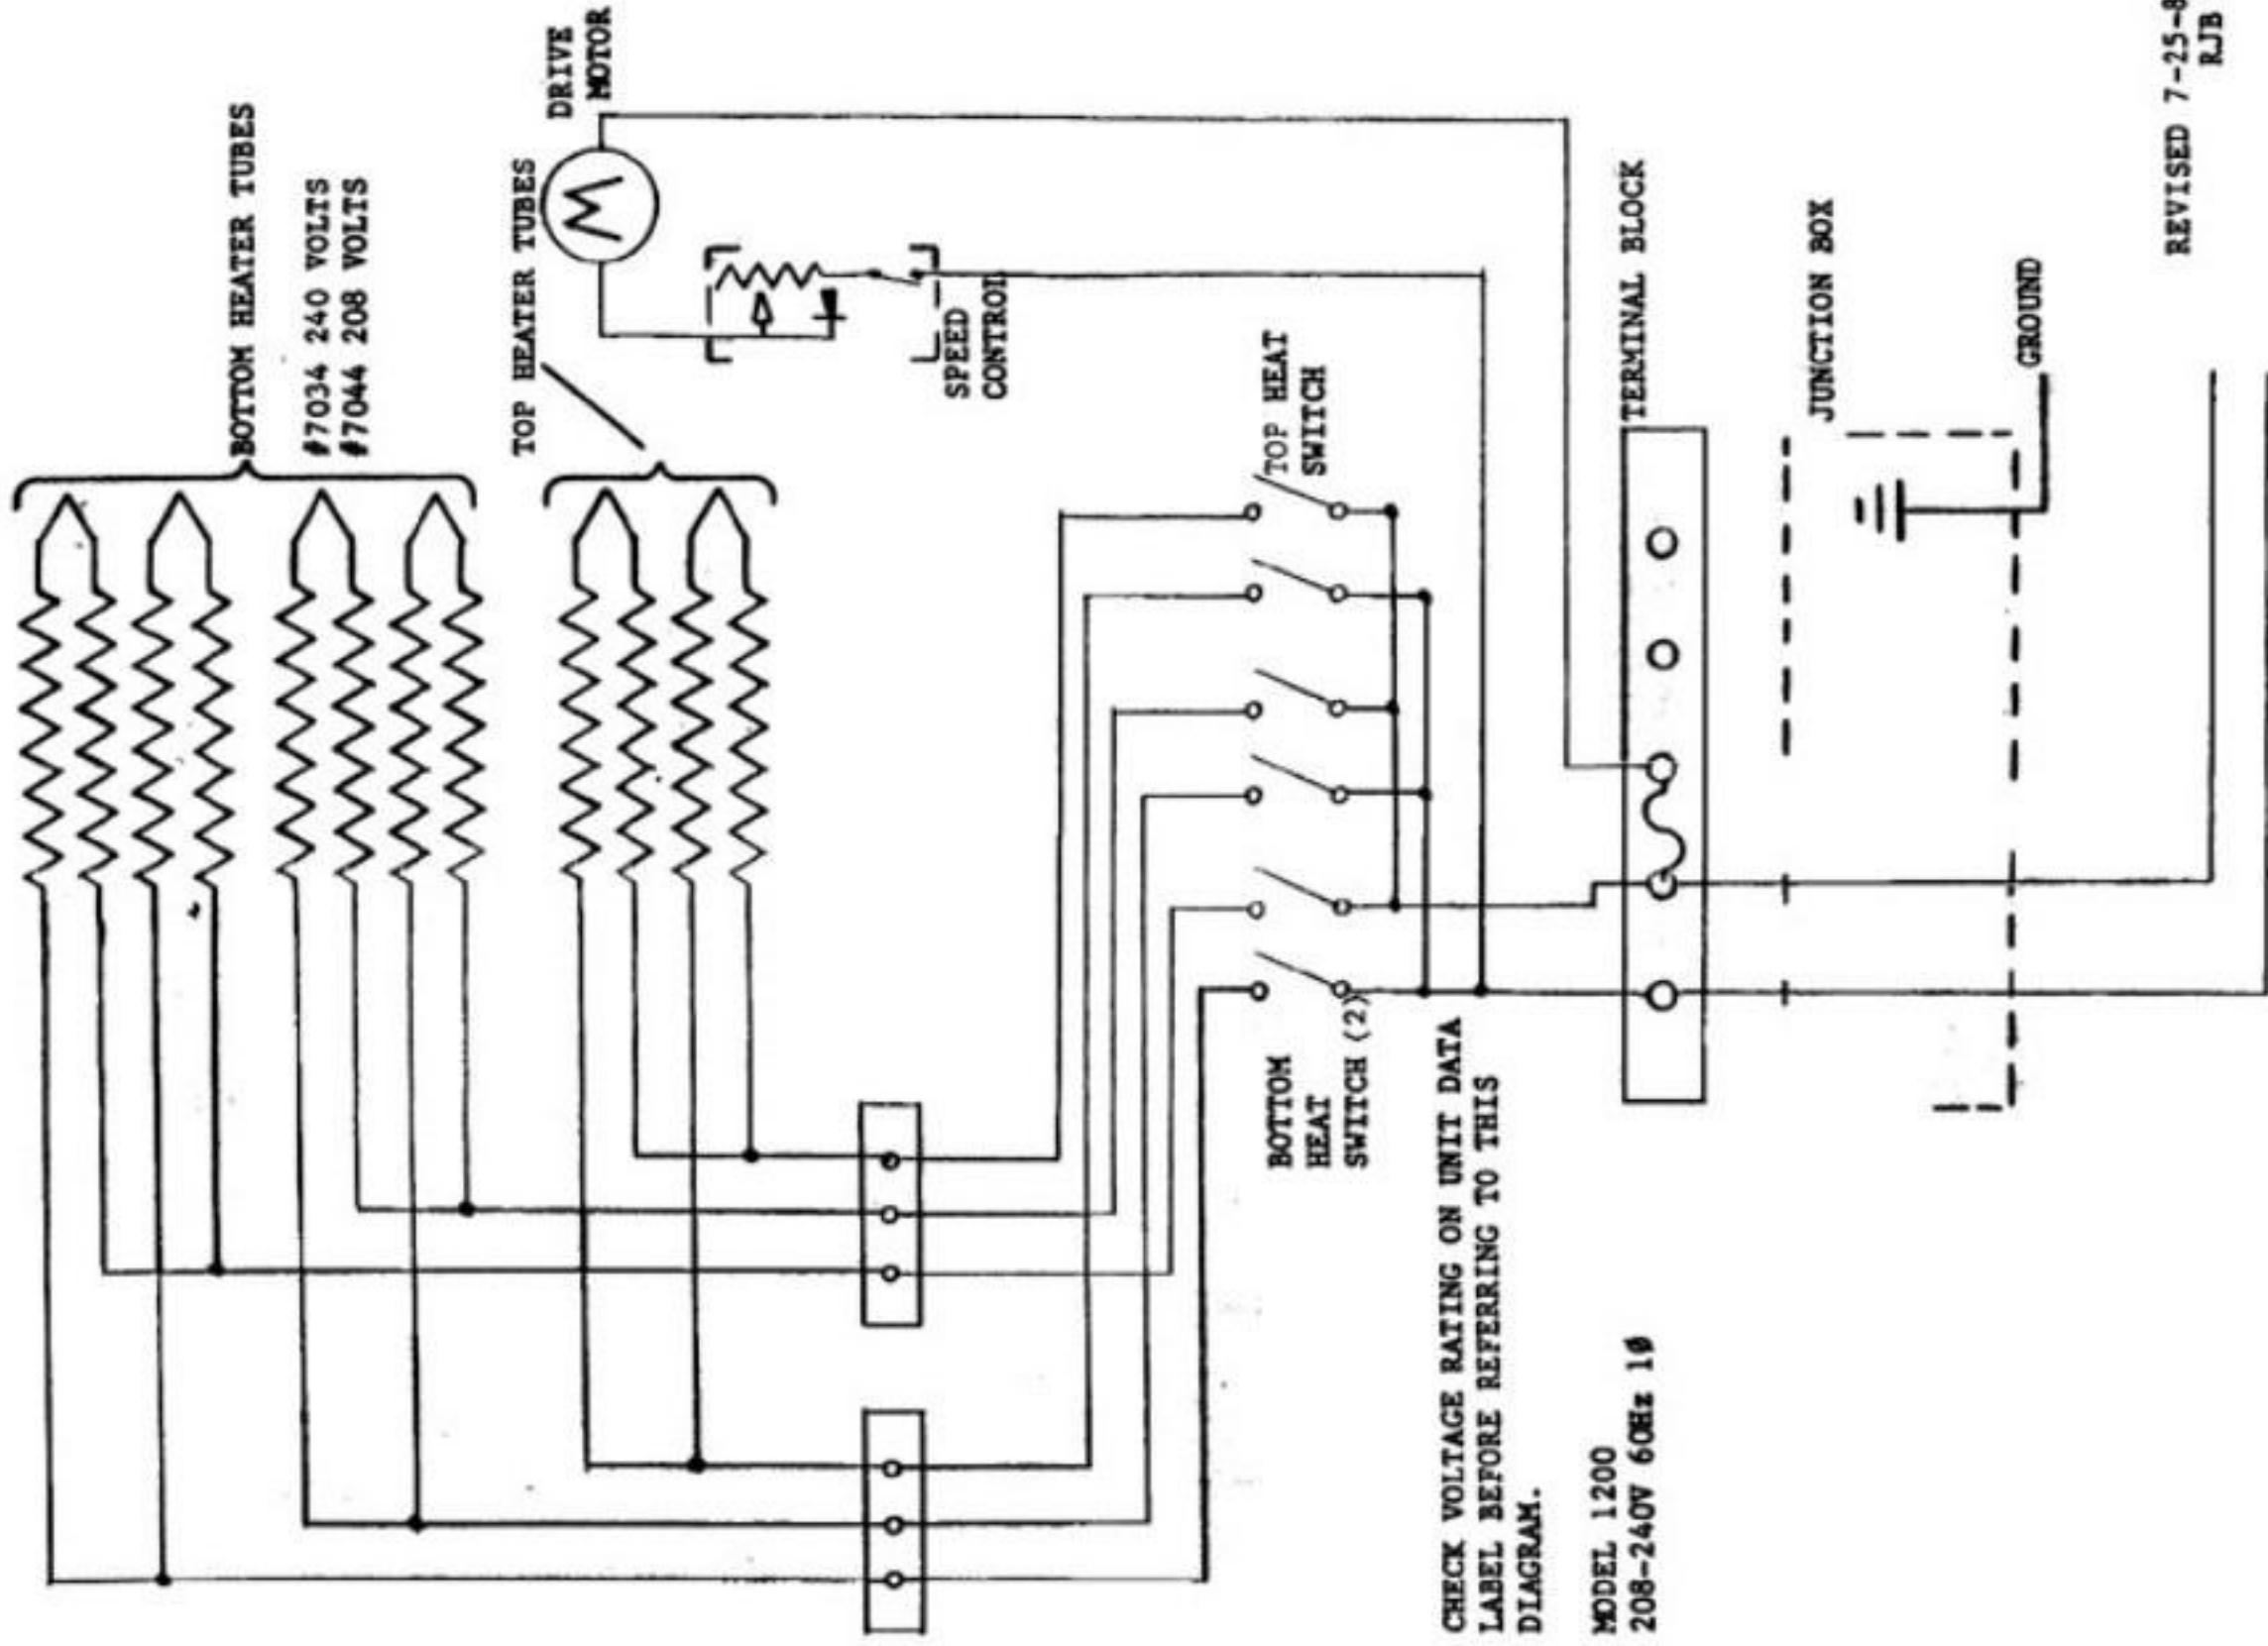 BOTTOM HEATER TUBES
#7034 240 VOLTS
#7044 208 VOLTS
TOP HEATER TUBES
DRIVE
MOTOR
M
SPEED
CONTROL
TOP HEAT
SWITCH
BOTTOM
HEAT
SWITCH (2)
CHECK VOLTAGE RATING ON UNIT DATA
LABEL BEFORE REFERRING TO THIS
DIAGRAM.
MODEL 1200
208-240V 60Hz 1Ø
TERMINAL BLOCK
JUNCTION BOX
GROUND
REVISED 7-25-8
RJB